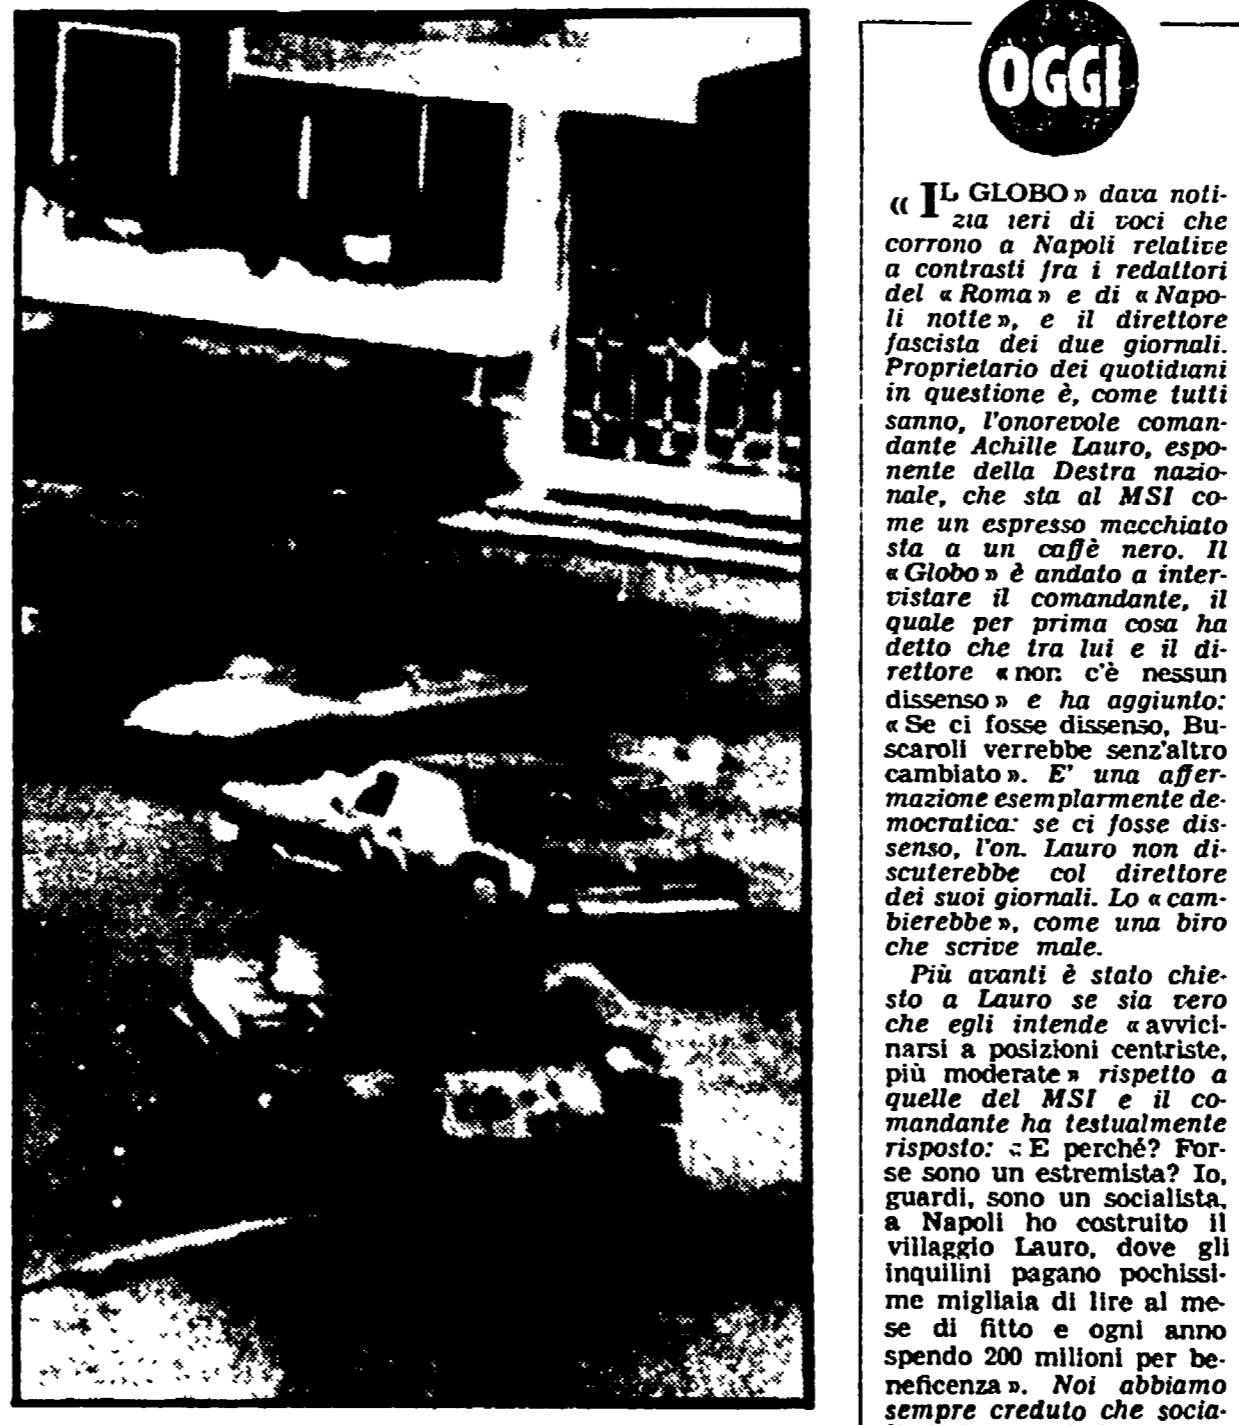 OGGI
« IL GLOBO » dava noti-
zia ieri di voci che
corrono a Napoli relative
a contrasti fra i redattori
del « Roma » e di « Napo-
li notte », e il direttore
fascista dei due giornali.
Proprietario dei quotidiani
in questione è, come tutti
sanno, l'onorevole coman-
dante Achille Lauro, espo-
nente della Destra nazio-
nale, che sta al MSI co-
me un espresso macchiato
sta a un caffè nero. Il
« Globo » è andato a inter-
vistare il comandante, il
quale per prima cosa ha
detto che tra lui e il di-
rettore « non c'è nessun
dissenso » e ha aggiunto:
« Se ci fosse dissenso, Bu-
scaroli verrebbe senz'altro
cambiato ». E' una affer-
mazione esemplarmente de-
mocratica: se ci fosse dis-
senso, l'on. Lauro non di-
scuterebbe col direttore
dei suoi giornali. Lo « cam-
bierebbe », come una biro
che scrive male.
Più avanti è stato chie-
sto a Lauro se sia vero
che egli intende « avvici-
narsi a posizioni centriste,
più moderate » rispetto a
quelle del MSI e il co-
mandante ha testualmente
risposto: « E perché? For-
se sono un estremista? Io,
guardi, sono un socialista,
a Napoli ho costruito il
villaggio Lauro, dove gli
inquilini pagano pochissi-
me migliaia di lire al me-
se di fitto e ogni anno
spendo 200 milioni per be-
neficenza ». Noi abbiamo
sempre creduto che socia-